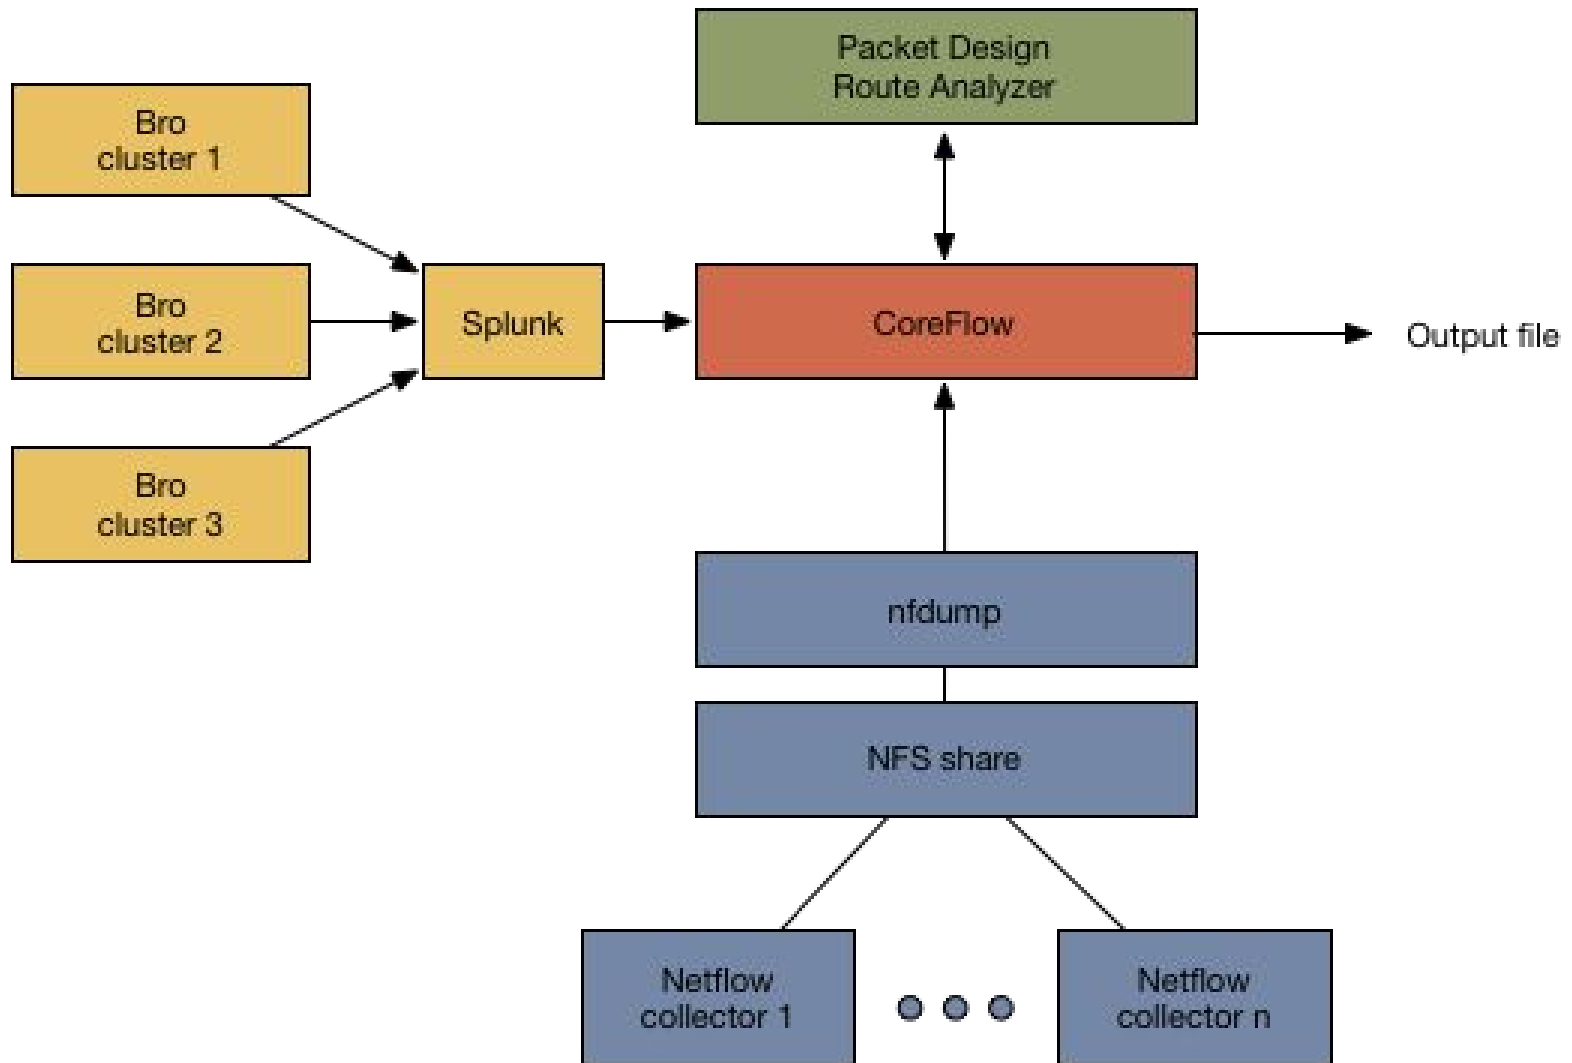 Packet Design
Route Analyzer
Bro
cluster 1
Bro
cluster 2
Splunk
CoreFlow
Output file
Bro
cluster 3
nfdump
NFS share
Netflow
collector 1
Netflow
collector n